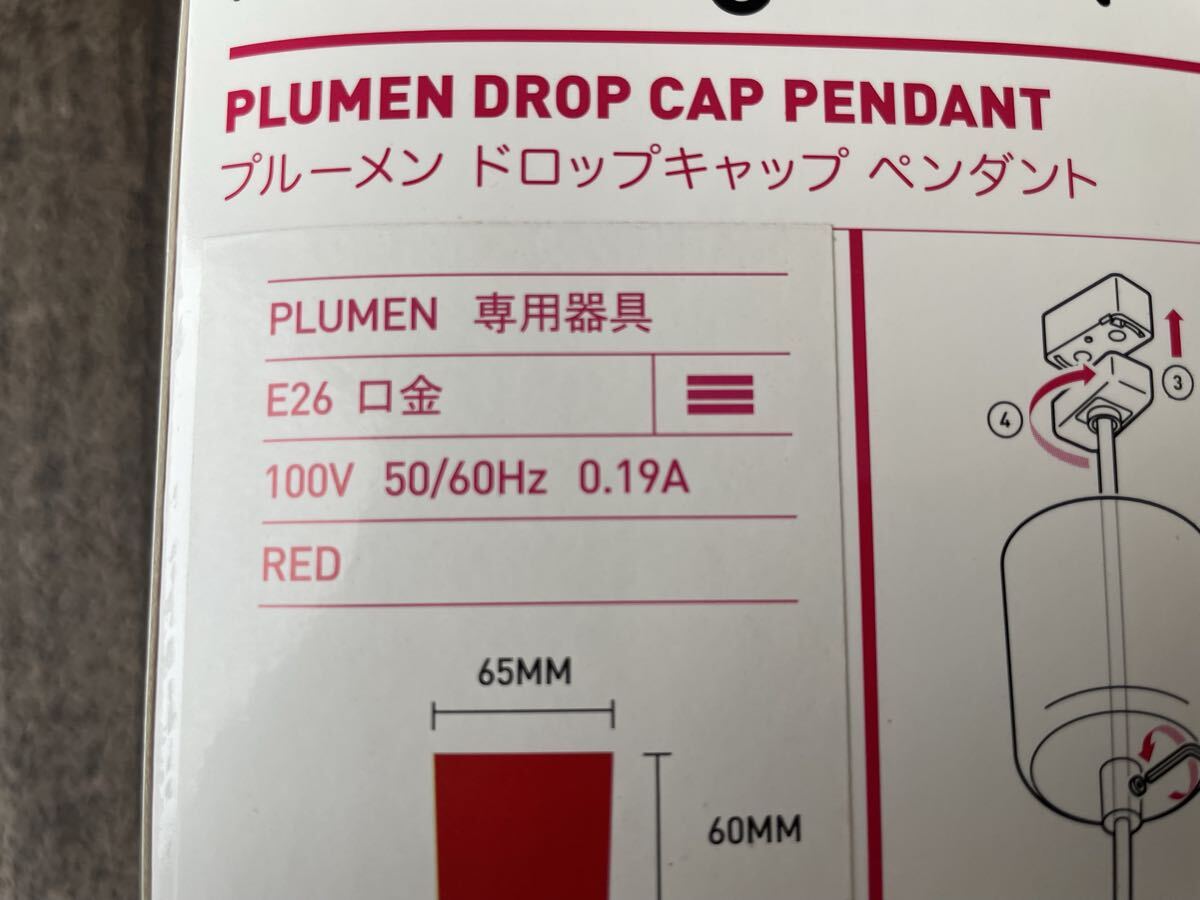 PLUMEN DROP CAP PENDANT
プルーメン ドロップキャップ ペンダント
PLUMEN 専用器具
E26 口金
100V 50/60Hz 0.19A
RED
65MM
60MM
3
4